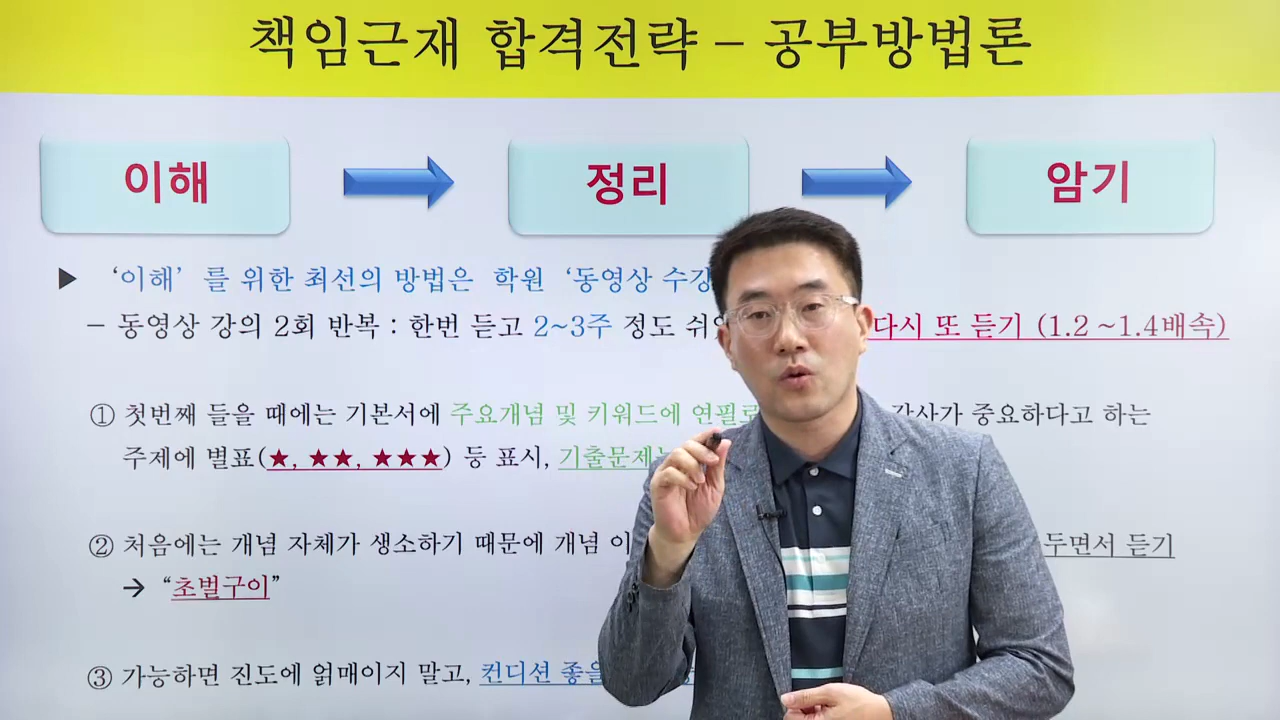 책임근재 합격전략 – 공부방법론
이해 정리 암기
▶ ‘이해’ 를 위한 최선의 방법은 학원 ‘동영상 수강
– 동영상 강의 2회 반복 : 한번 듣고 2~3주 정도 다시 또 듣기 (1.2 ~1.4배속)
① 첫번째 들을 때에는 기본서에 주요개념 및 키워드에 연필로 강사가 중요하다고 하는
주제에 별표(★, ★★, ★★★) 등 표시, 기출문제는
② 처음에는 개념 자체가 생소하기 때문에 개념 두면서 듣기
→ “초벌구이”
③ 가능하면 진도에 얽매이지 말고, 컨디션 좋을